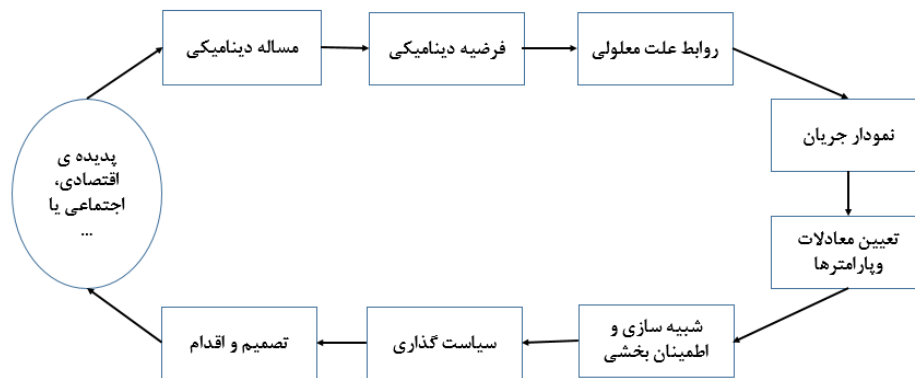 مساله دینامیکی
فرضیه دینامیکی
روابط علت معلولی
نمودار جریان
تعیین معادلات
وپارامترها
شبیه سازی و
اطمینان بخشی
سیاست گذاری
تصمیم و اقدام
پدیده ی
اقتصادی،
اجتماعی یا
...